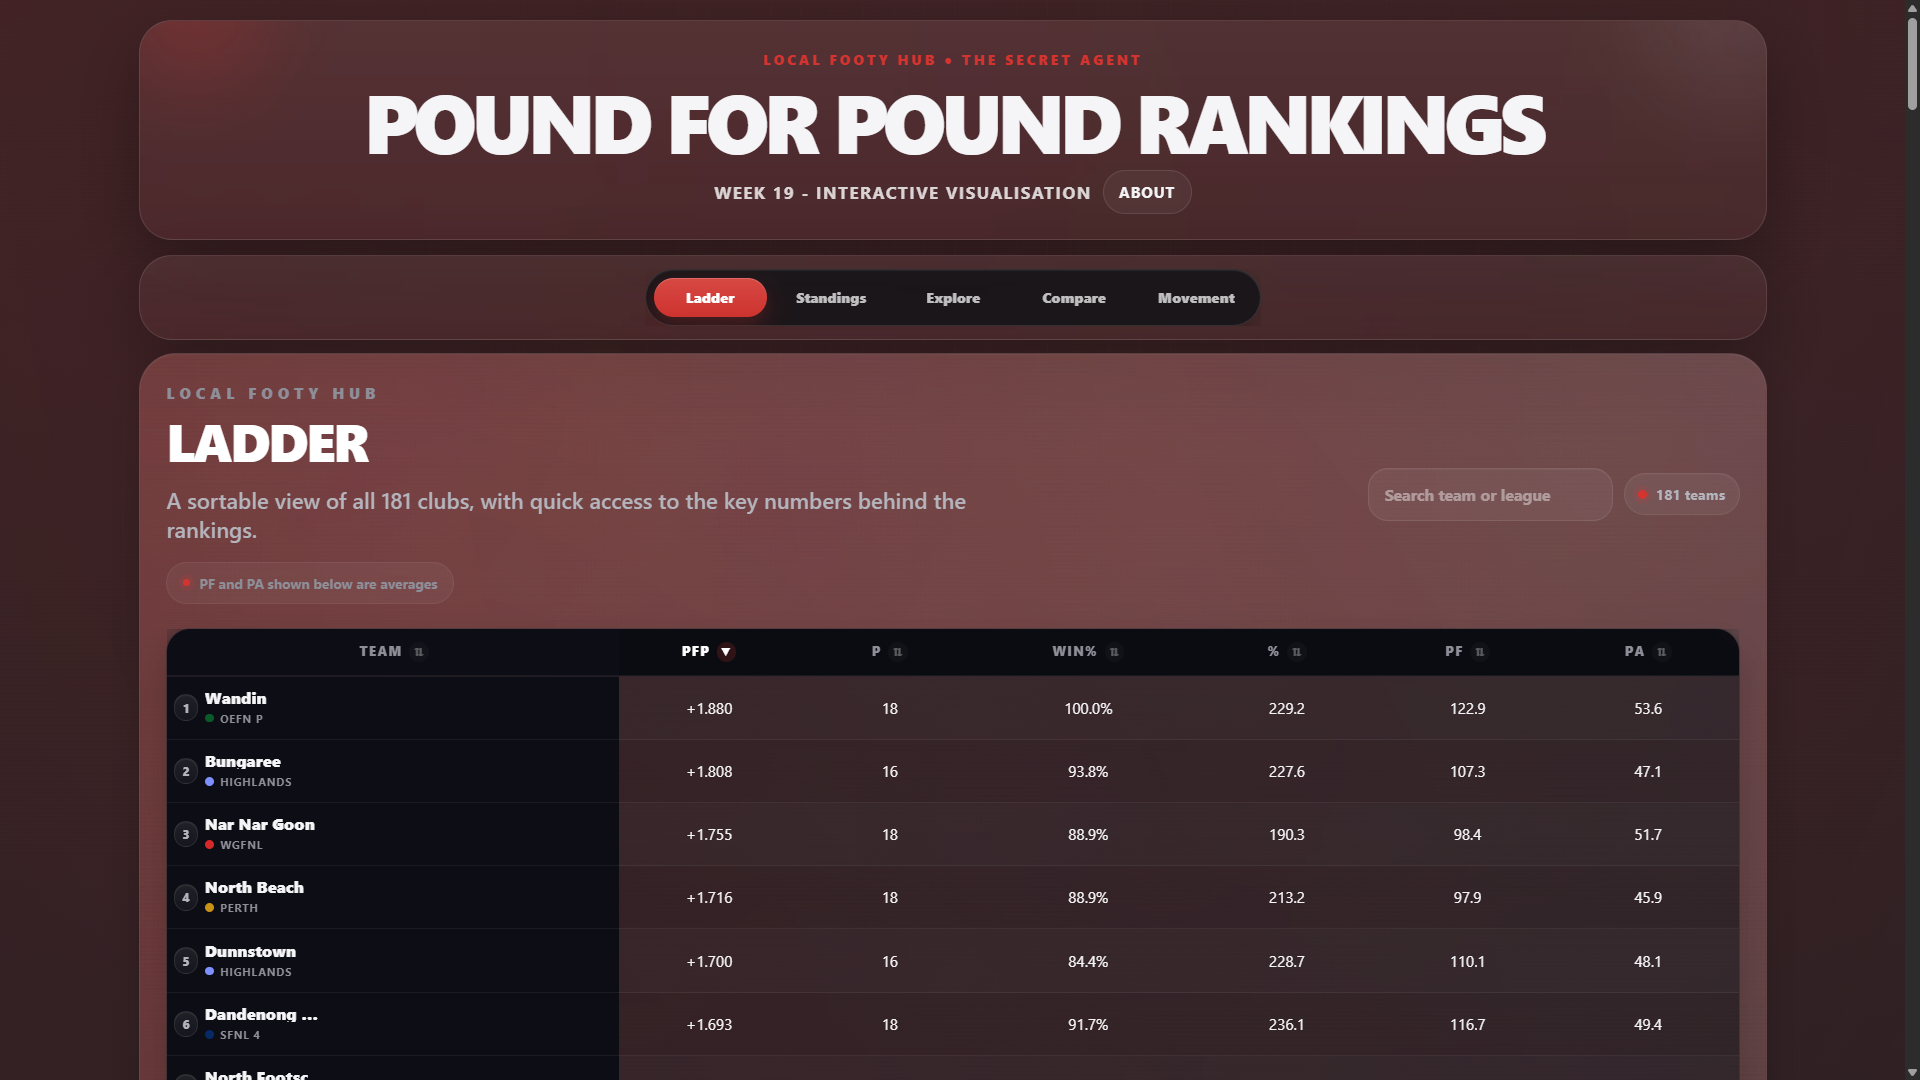 LOCAL FOOTY HUB • THE SECRET AGENT
POUND FOR POUND RANKINGS
WEEK 19 - INTERACTIVE VISUALISATION ABOUT
Ladder Standings Explore Compare Movement
LOCAL FOOTY HUB
LADDER
A sortable view of all 181 clubs, with quick access to the key numbers behind the
rankings.
Search team or league 181 teams
PF and PA shown below are averages
TEAM PFP P WIN% % PF PA
1 Wandin OEFN P +1.880 18 100.0% 229.2 122.9 53.6
2 Bungaree HIGHLANDS +1.808 16 93.8% 227.6 107.3 47.1
3 Nar Nar Goon WGFNL +1.755 18 88.9% 190.3 98.4 51.7
4 North Beach PERTH +1.716 18 88.9% 213.2 97.9 45.9
5 Dunnstown HIGHLANDS +1.700 16 84.4% 228.7 110.1 48.1
6 Dandenong ... SFNL 4 +1.693 18 91.7% 236.1 116.7 49.4
North Footsc